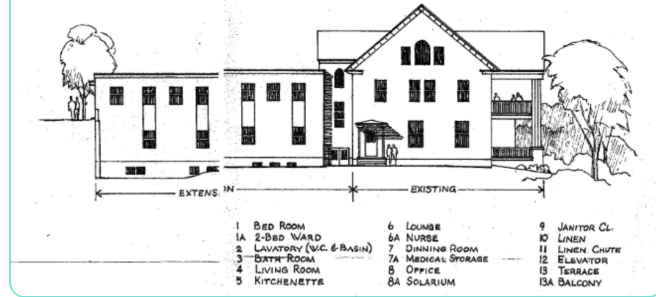 EXTENSION
EXISTING
1 BED ROOM
1A 2-BED WARD
2 LAVATORY (W.C. & BASIN)
3 BATH ROOM
4 LIVING ROOM
5 KITCHENETTE
6 LOUNGE
6A NURSE
7 DINNING ROOM
7A MEDICAL STORAGE
8 OFFICE
8A SOLARIUM
9 JANITOR CL.
10 LINEN
11 LINEN CHUTE
12 ELEVATOR
13 TERRACE
13A BALCONY